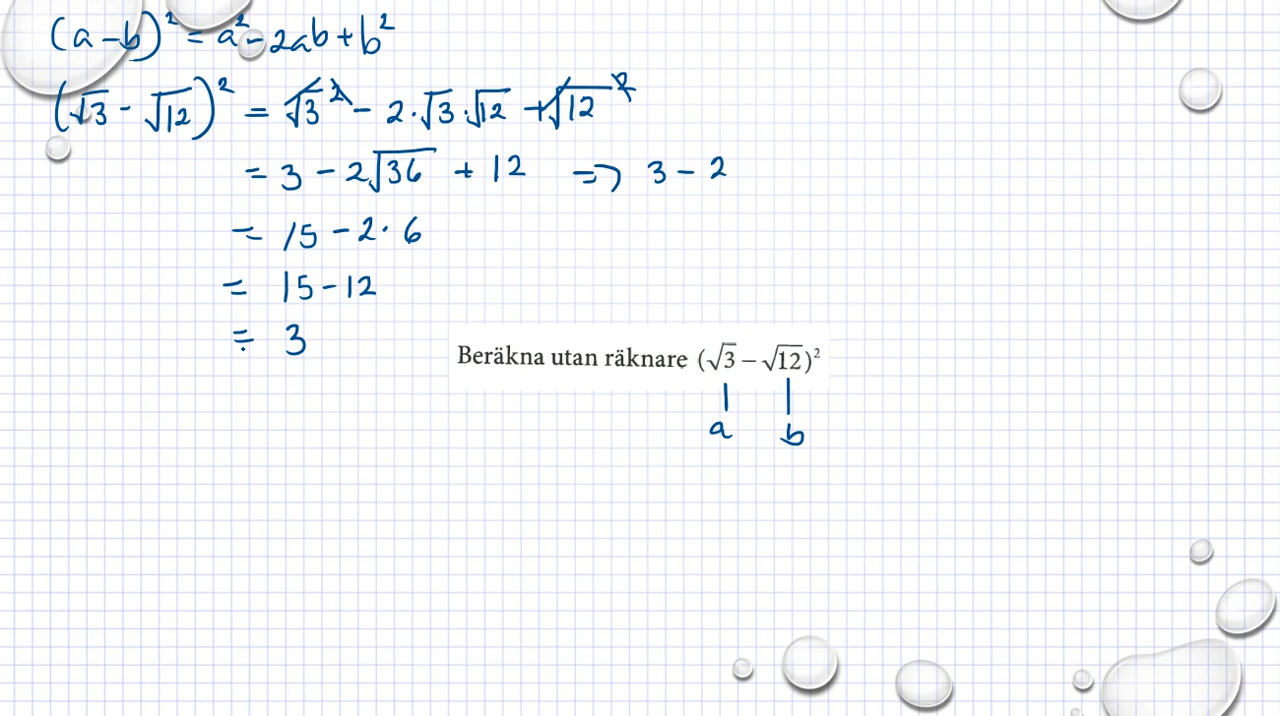 (a-b)² = a² - 2ab + b²
(√3 - √12)² = √3² - 2·√3·√12 + √12²
= 3 - 2√36 + 12 => 3 - 2
= 15 - 2·6
= 15 - 12
= 3
Beräkna utan räknare (√3 – √12)²
a b